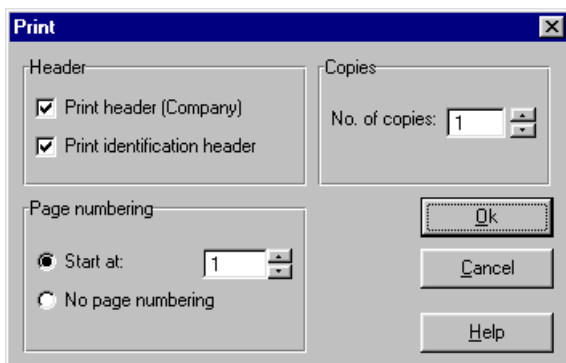 Print
Header
Print header (Company)
Print identification header
Copies
No. of copies: 1
Page numbering
Start at: 1
No page numbering
Ok
Cancel
Help